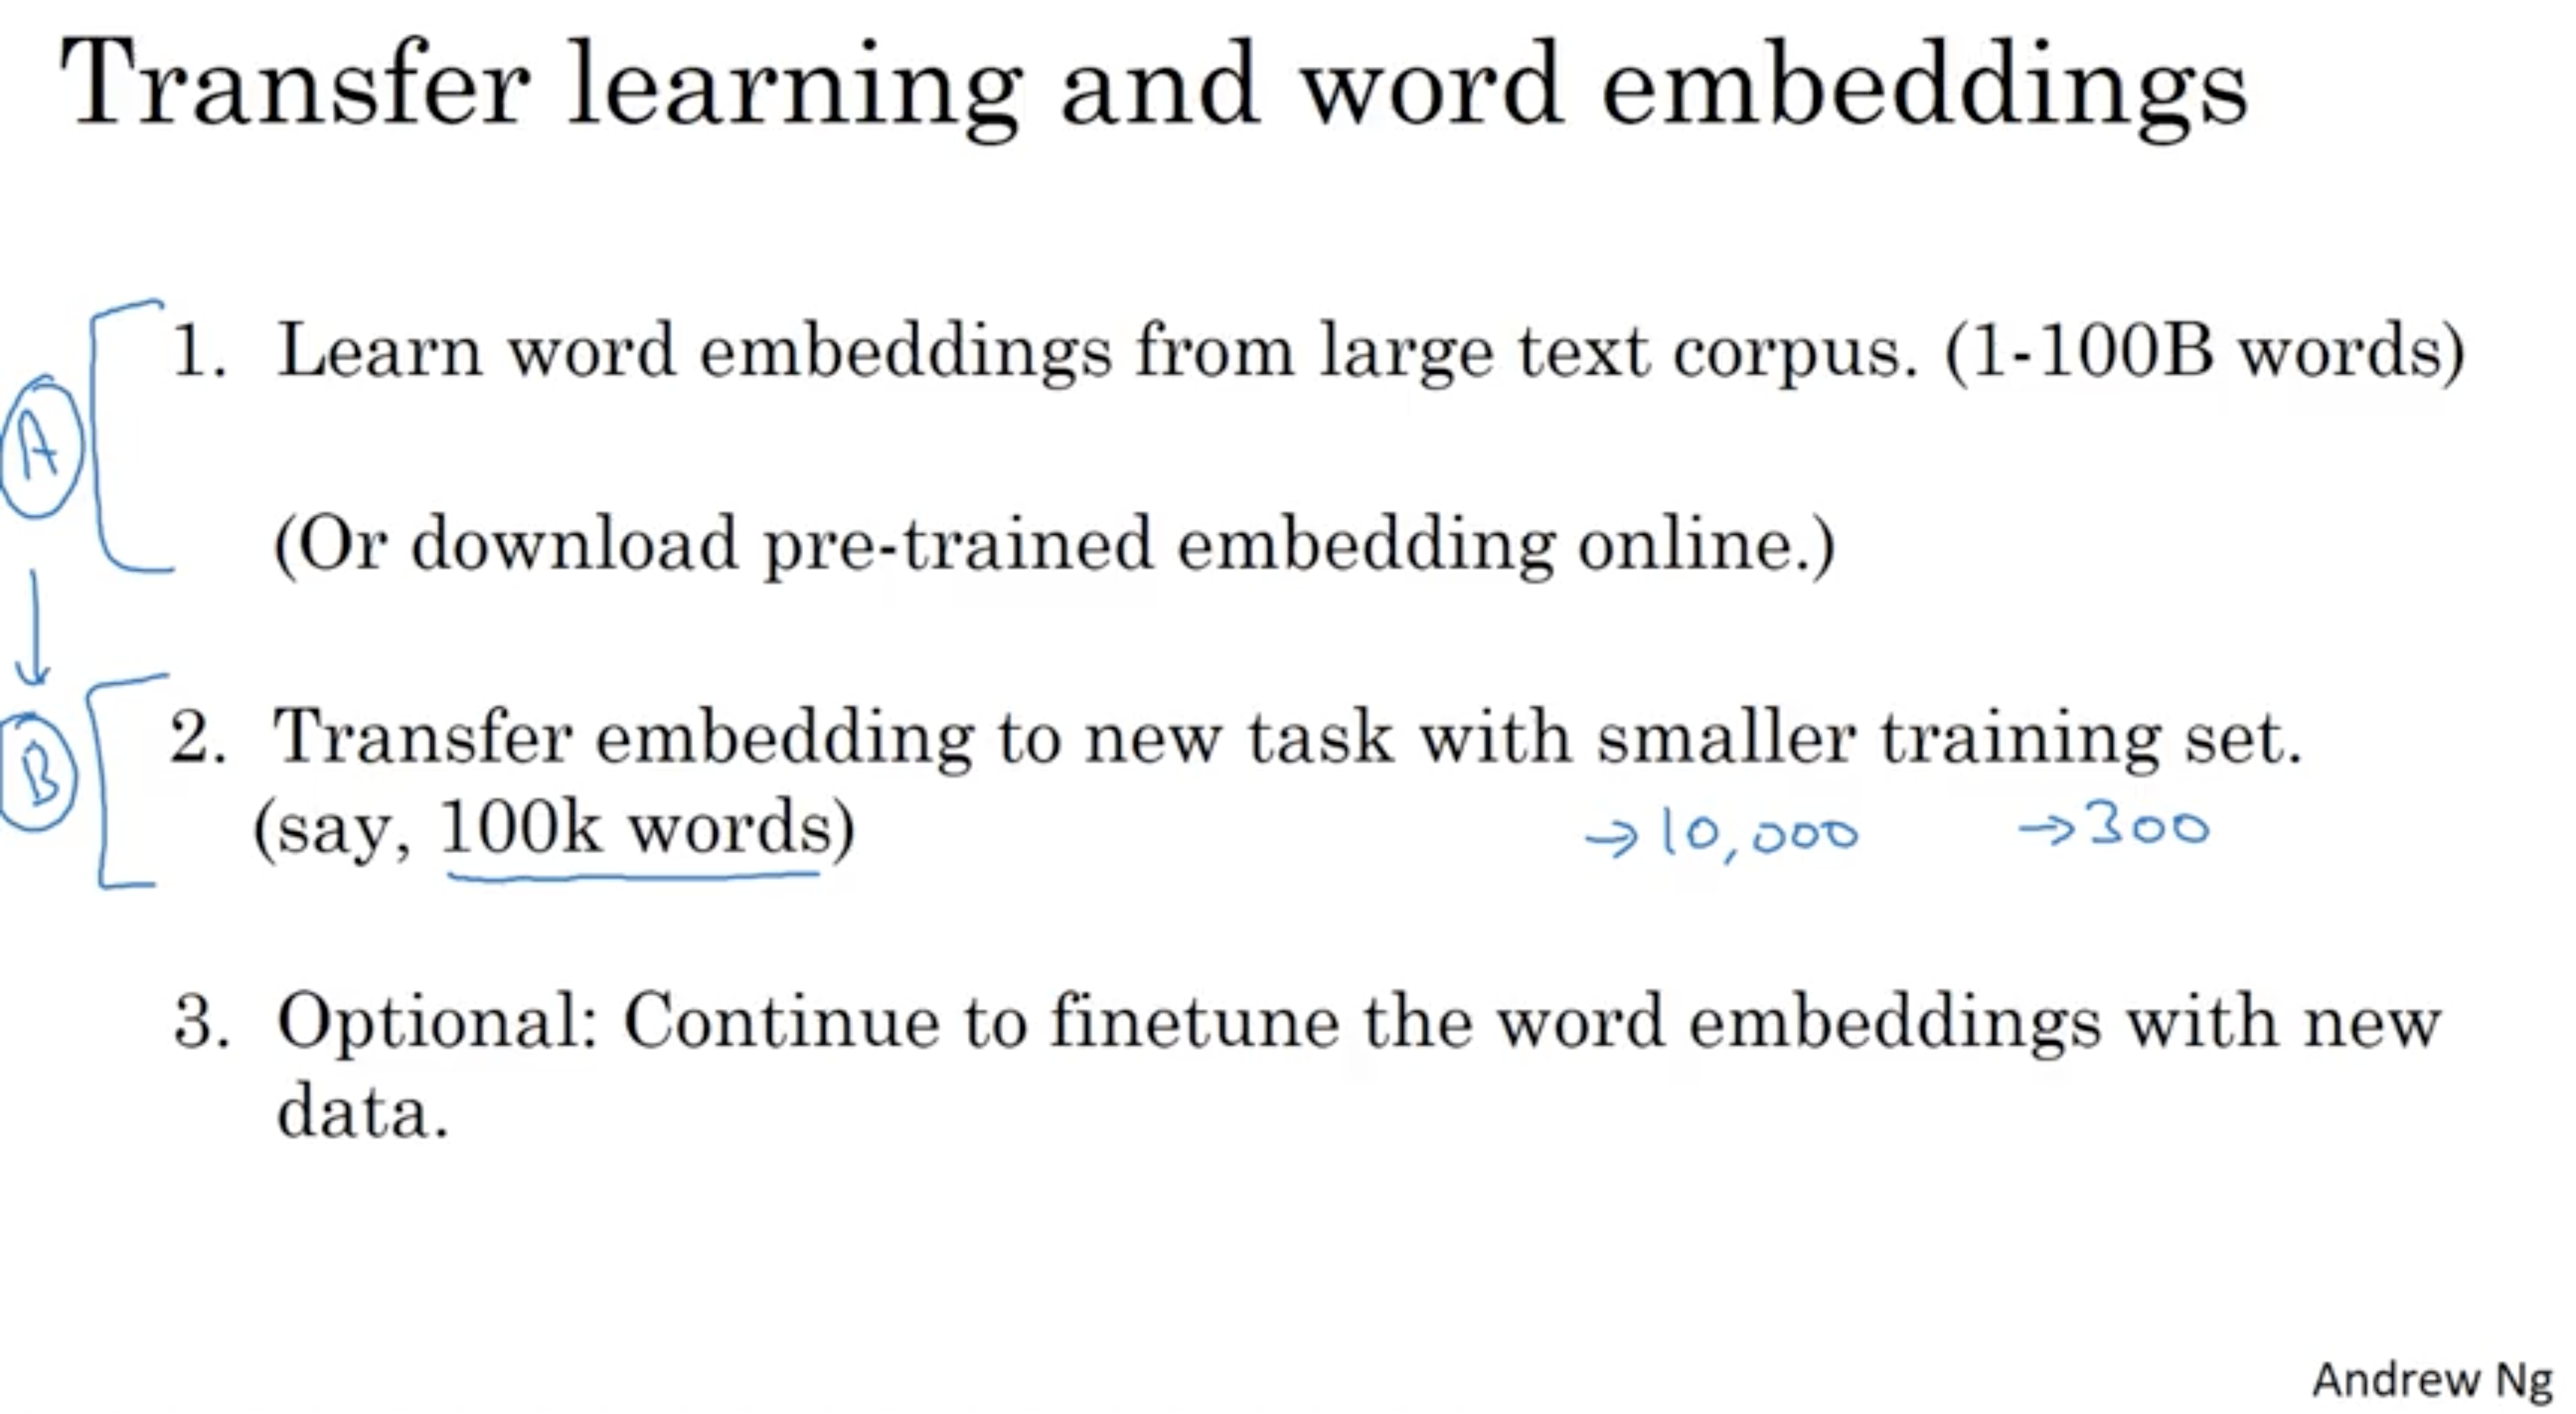 Transfer learning and word embeddings
1. Learn word embeddings from large text corpus. (1-100B words)
A
(Or download pre-trained embedding online.)
2. Transfer embedding to new task with smaller training set.
B
(say, 100k words) →10,000 →300
3. Optional: Continue to finetune the word embeddings with new
data.
Andrew Ng